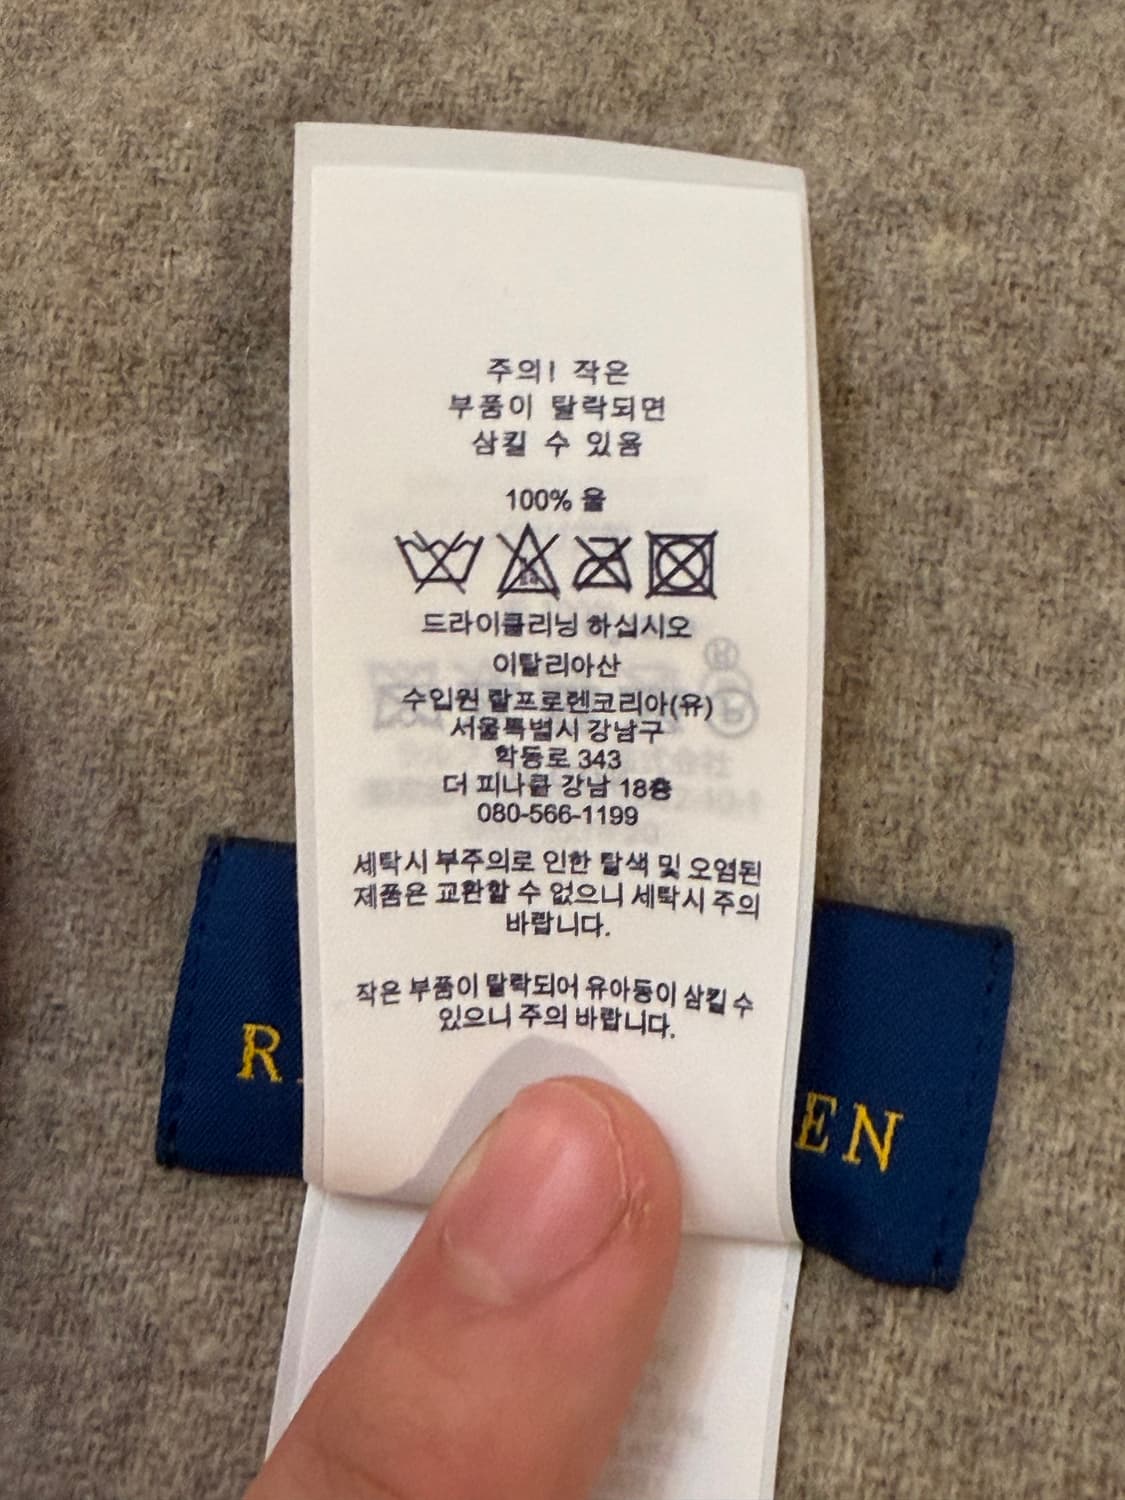 주의! 작은
부품이 탈락되면
삼킬 수 있음
100% 울
드라이클리닝 하십시오
이탈리아산
수입원 랄프로렌코리아(유)
서울특별시 강남구
학동로 343
더 피나클 강남 18층
080-566-1199
세탁시 부주의로 인한 탈색 및 오염된
제품은 교환할 수 없으니 세탁시 주의
바랍니다.
작은 부품이 탈락되어 유아동이 삼킬 수
있으니 주의 바랍니다.
R
EN